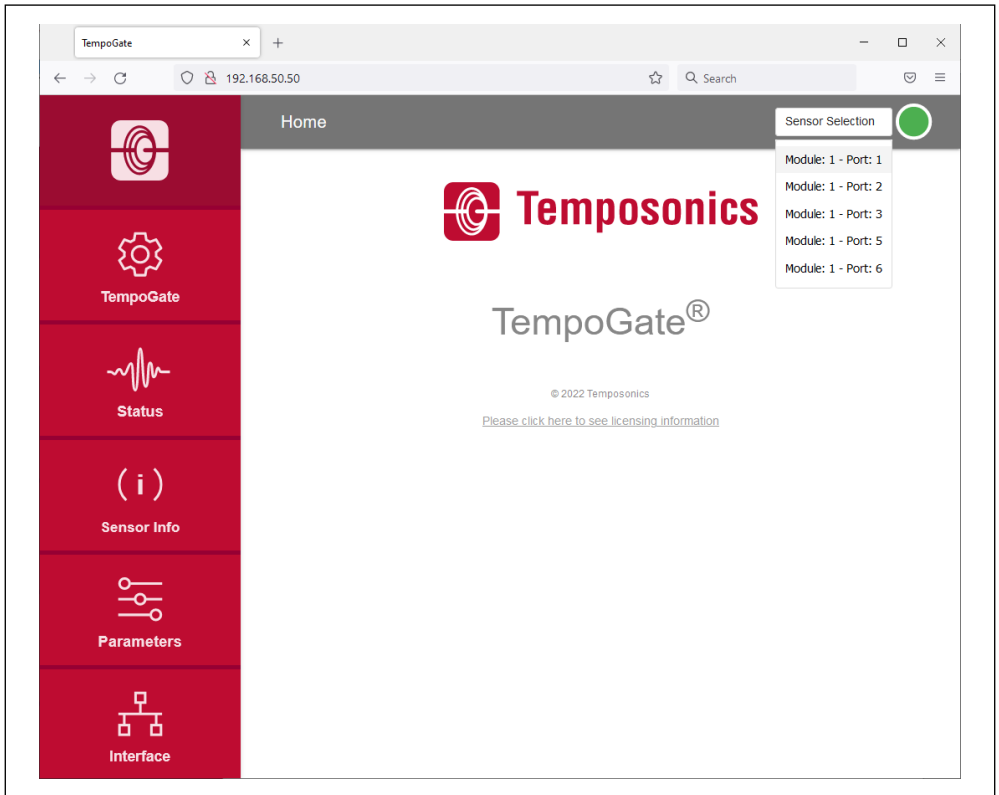 TempoGate
192.168.50.50
Search
Home
Sensor Selection
Module: 1 - Port: 1
Module: 1 - Port: 2
Module: 1 - Port: 3
Module: 1 - Port: 5
Module: 1 - Port: 6
Temposonics
TempoGate®
© 2022 Temposonics
Please click here to see licensing information
TempoGate
Status
(i)
Sensor Info
Parameters
Interface